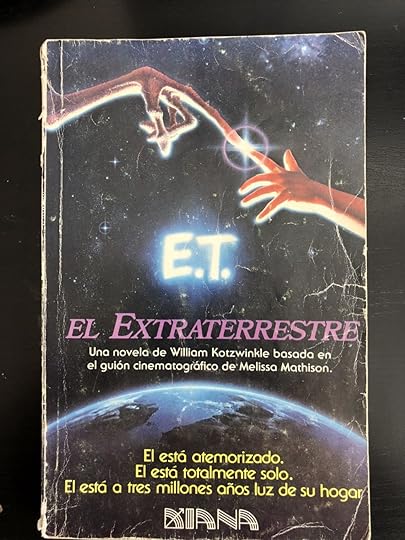 E.T.
EL EXTRATERRESTRE
Una novela de William Kotzwinkle basada en
el guión cinematográfico de Melissa Mathison.
El está atemorizado.
El está totalmente solo.
El está a tres millones años luz de su hogar
DIANA